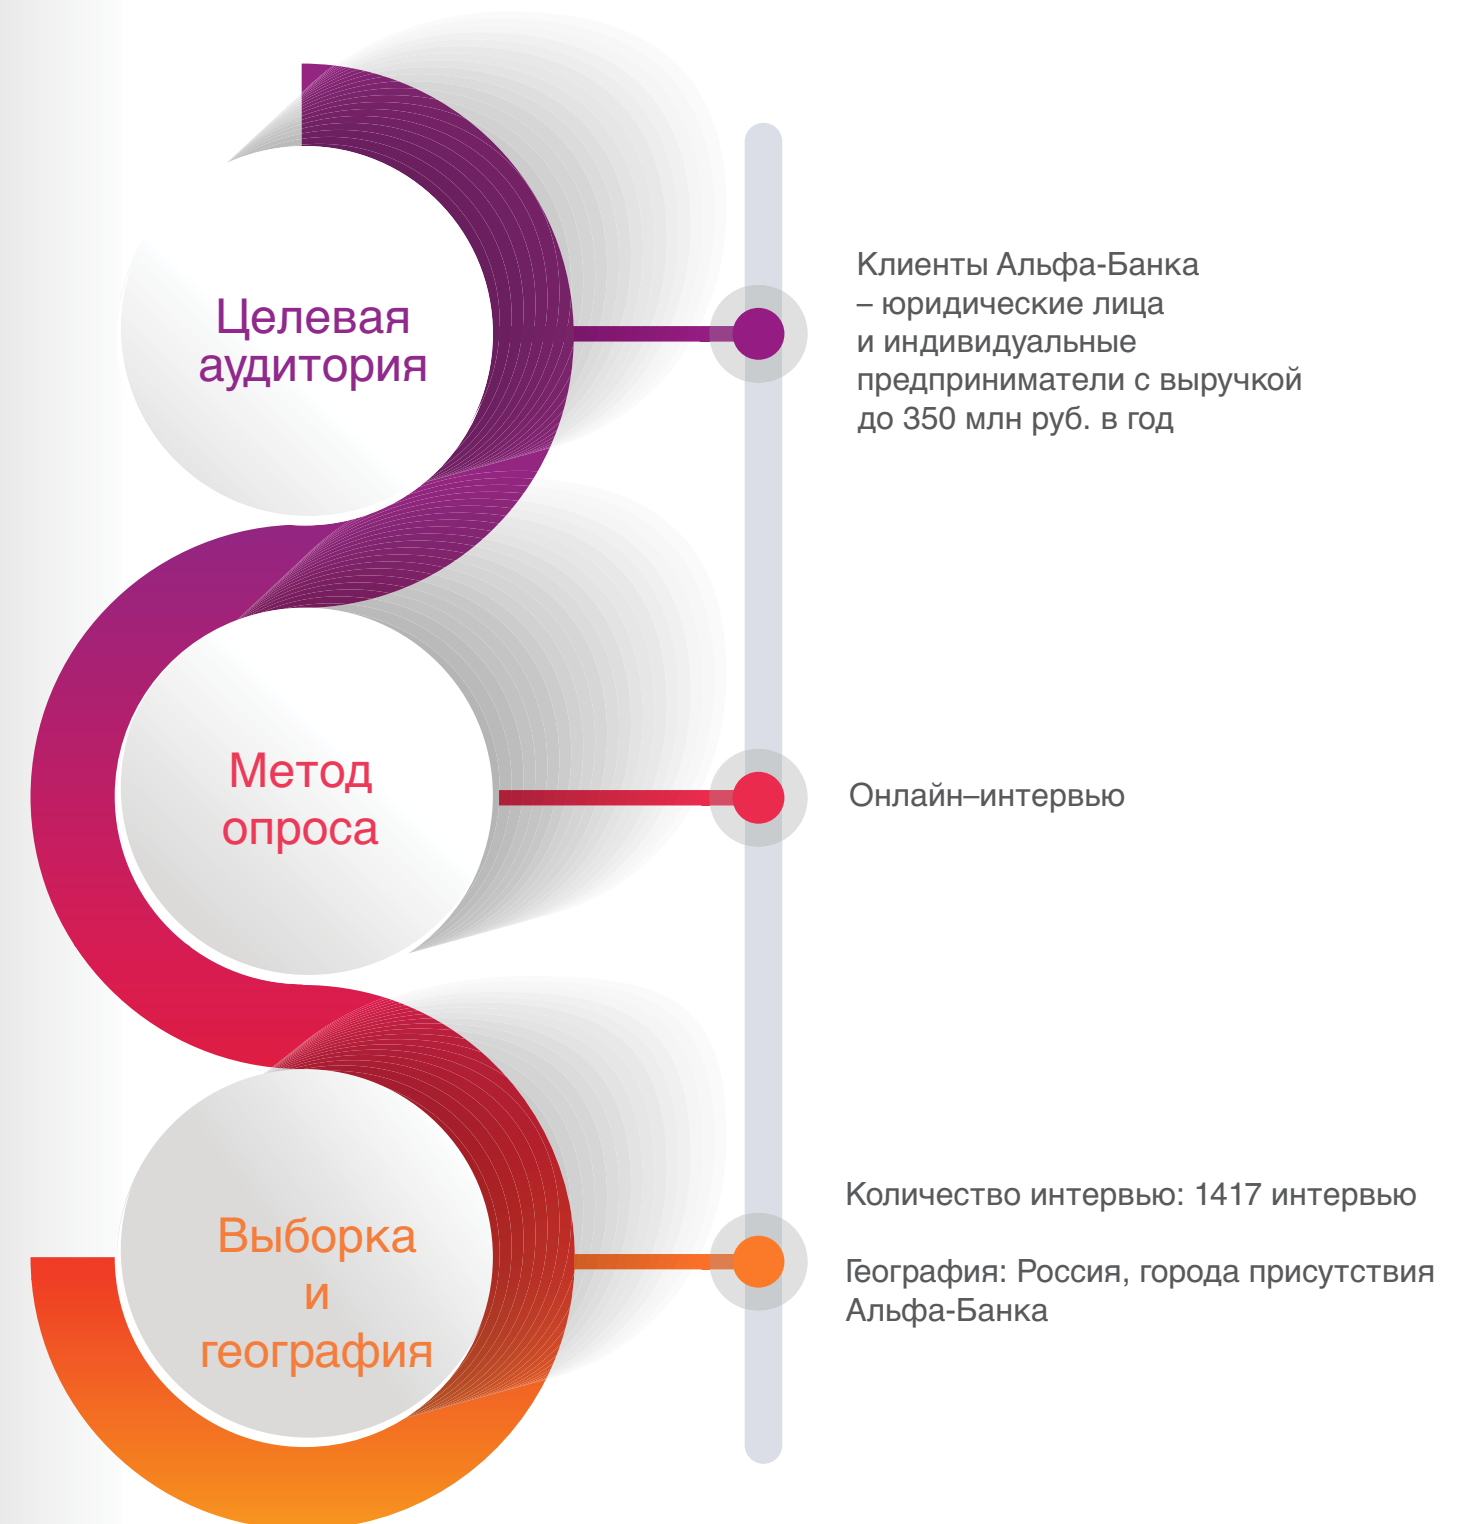 Целевая
аудитория
Клиенты Альфа-Банка
– юридические лица
и индивидуальные
предприниматели с выручкой
до 350 млн руб. в год
Метод
опроса
Онлайн–интервью
Выборка
и
география
Количество интервью: 1417 интервью
География: Россия, города присутствия
Альфа-Банка